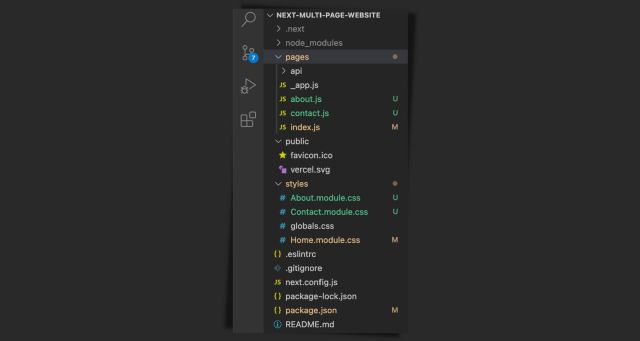 NEXT-MULTI-PAGE-WEBSITE
.next
node_modules
7
pages
api
JS _app.js
JS about.js U
JS contact.js U
JS index.js M
public
favicon.ico
vercel.svg
styles
# About.module.css U
# Contact.module.css U
# globals.css
# Home.module.css M
{} .eslintrc
.gitignore
JS next.config.js
{} package-lock.json
{} package.json M
README.md